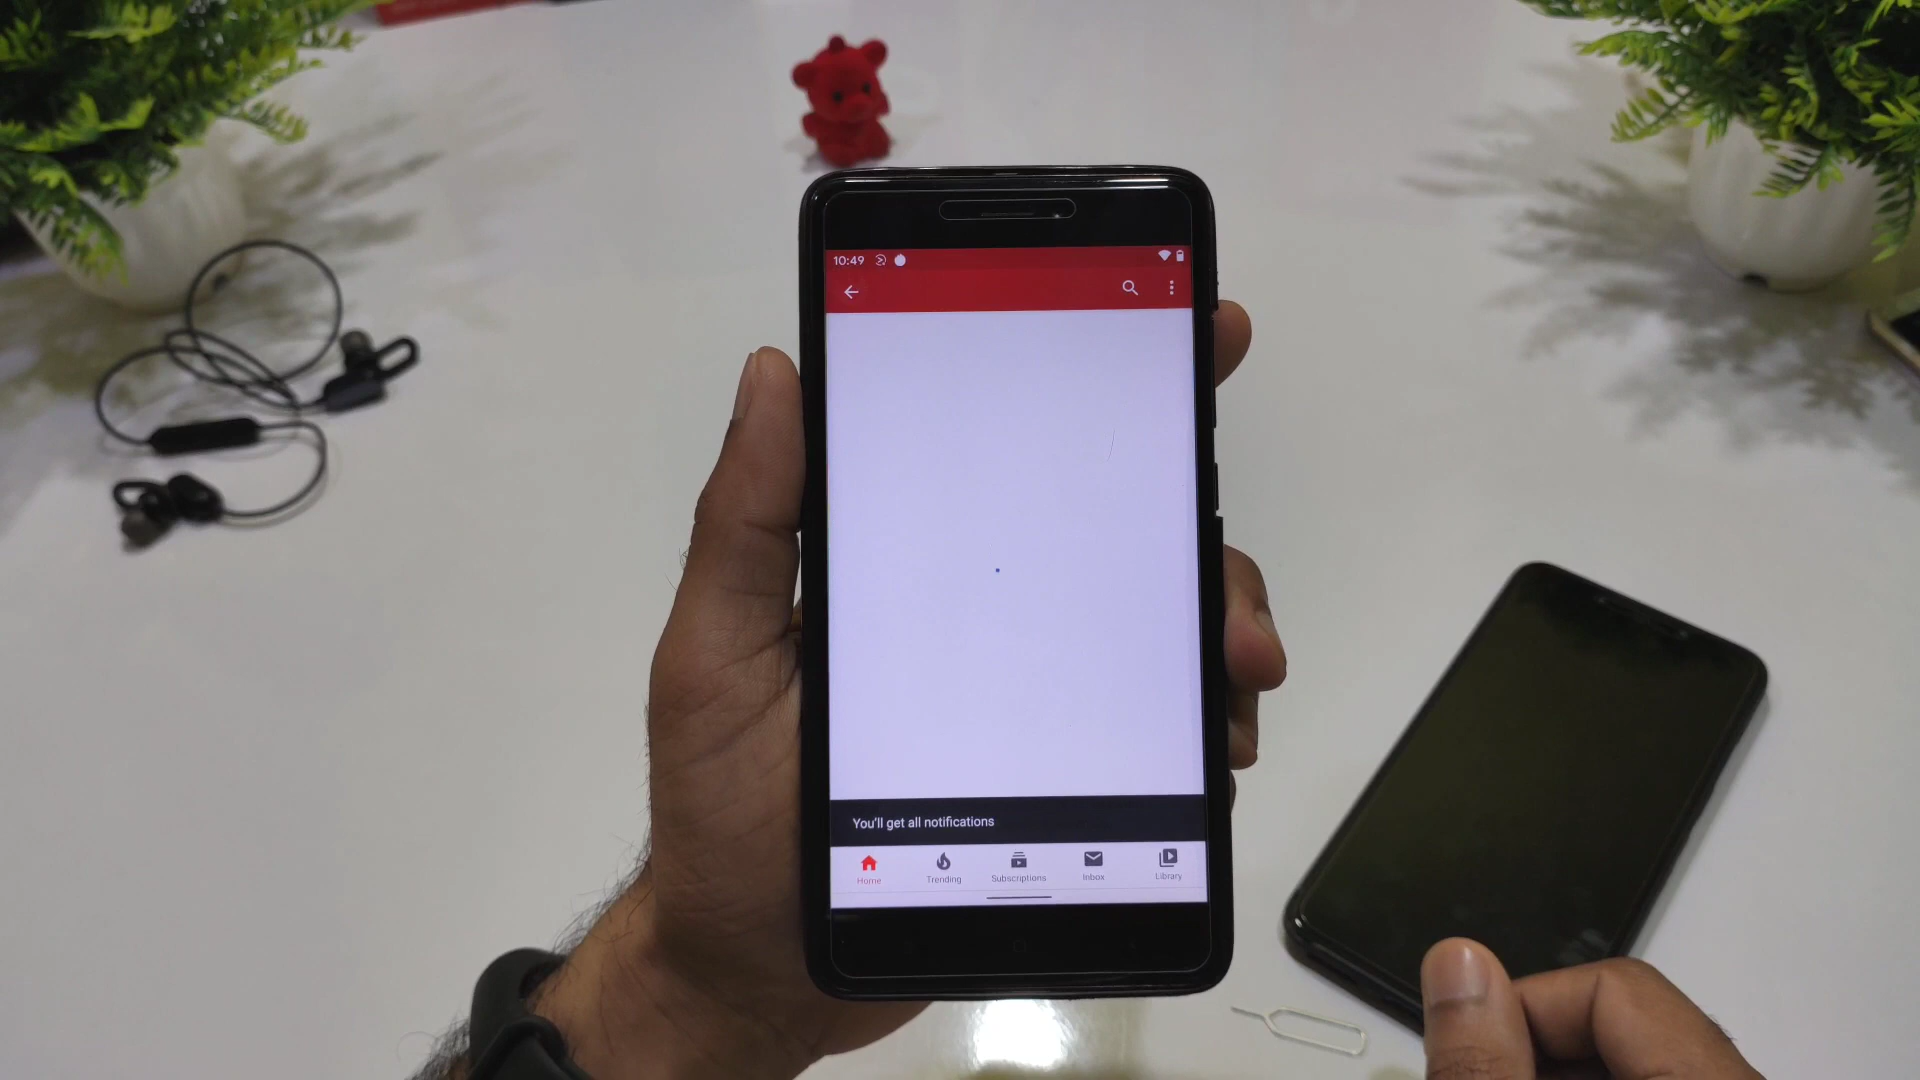 10:49
You'll get all notifications
Home
Trending
Subscriptions
Inbox
Library